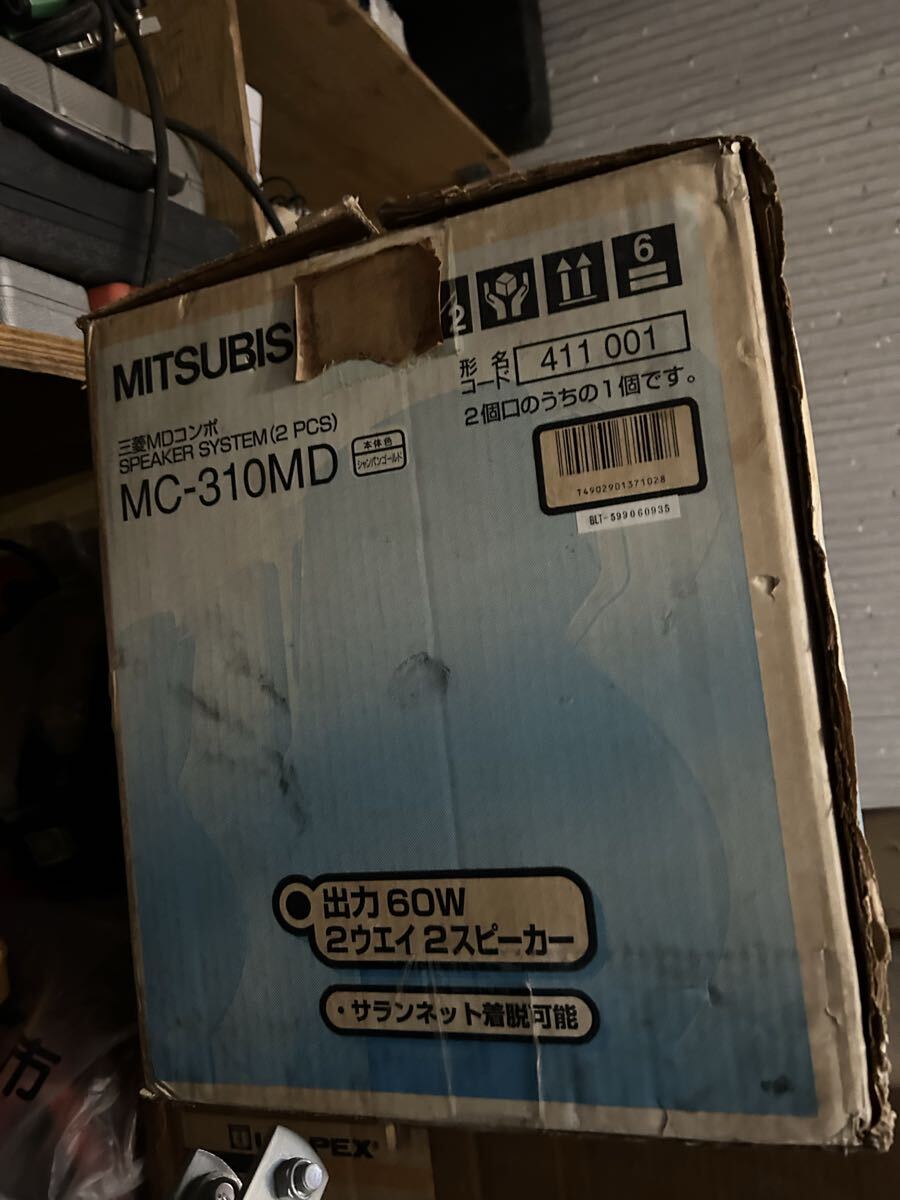 MITSUBIS
2
6
形名
コード
411 001
2個口のうちの1個です。
三菱MDコンポ
SPEAKER SYSTEM(2 PCS)
本体色
シャンパンゴールド
MC-310MD
T4902901371028
BLT-599060935
出力 60W
2ウエイ 2スピーカー
・サランネット着脱可能
市
PEX